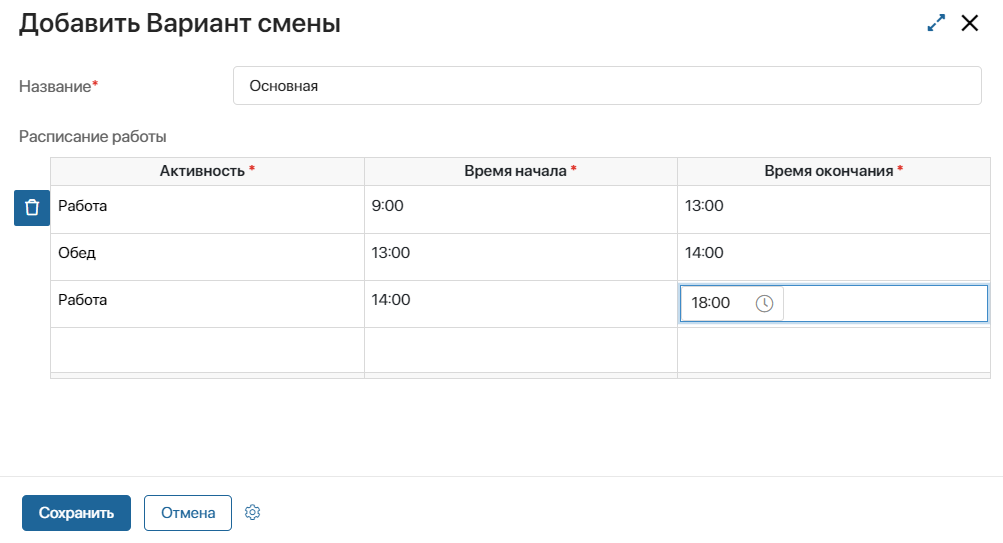 Добавить Вариант смены
Название* Основная
Расписание работы
Активность * Время начала * Время окончания *
Работа 9:00 13:00
Обед 13:00 14:00
Работа 14:00 18:00
Сохранить Отмена